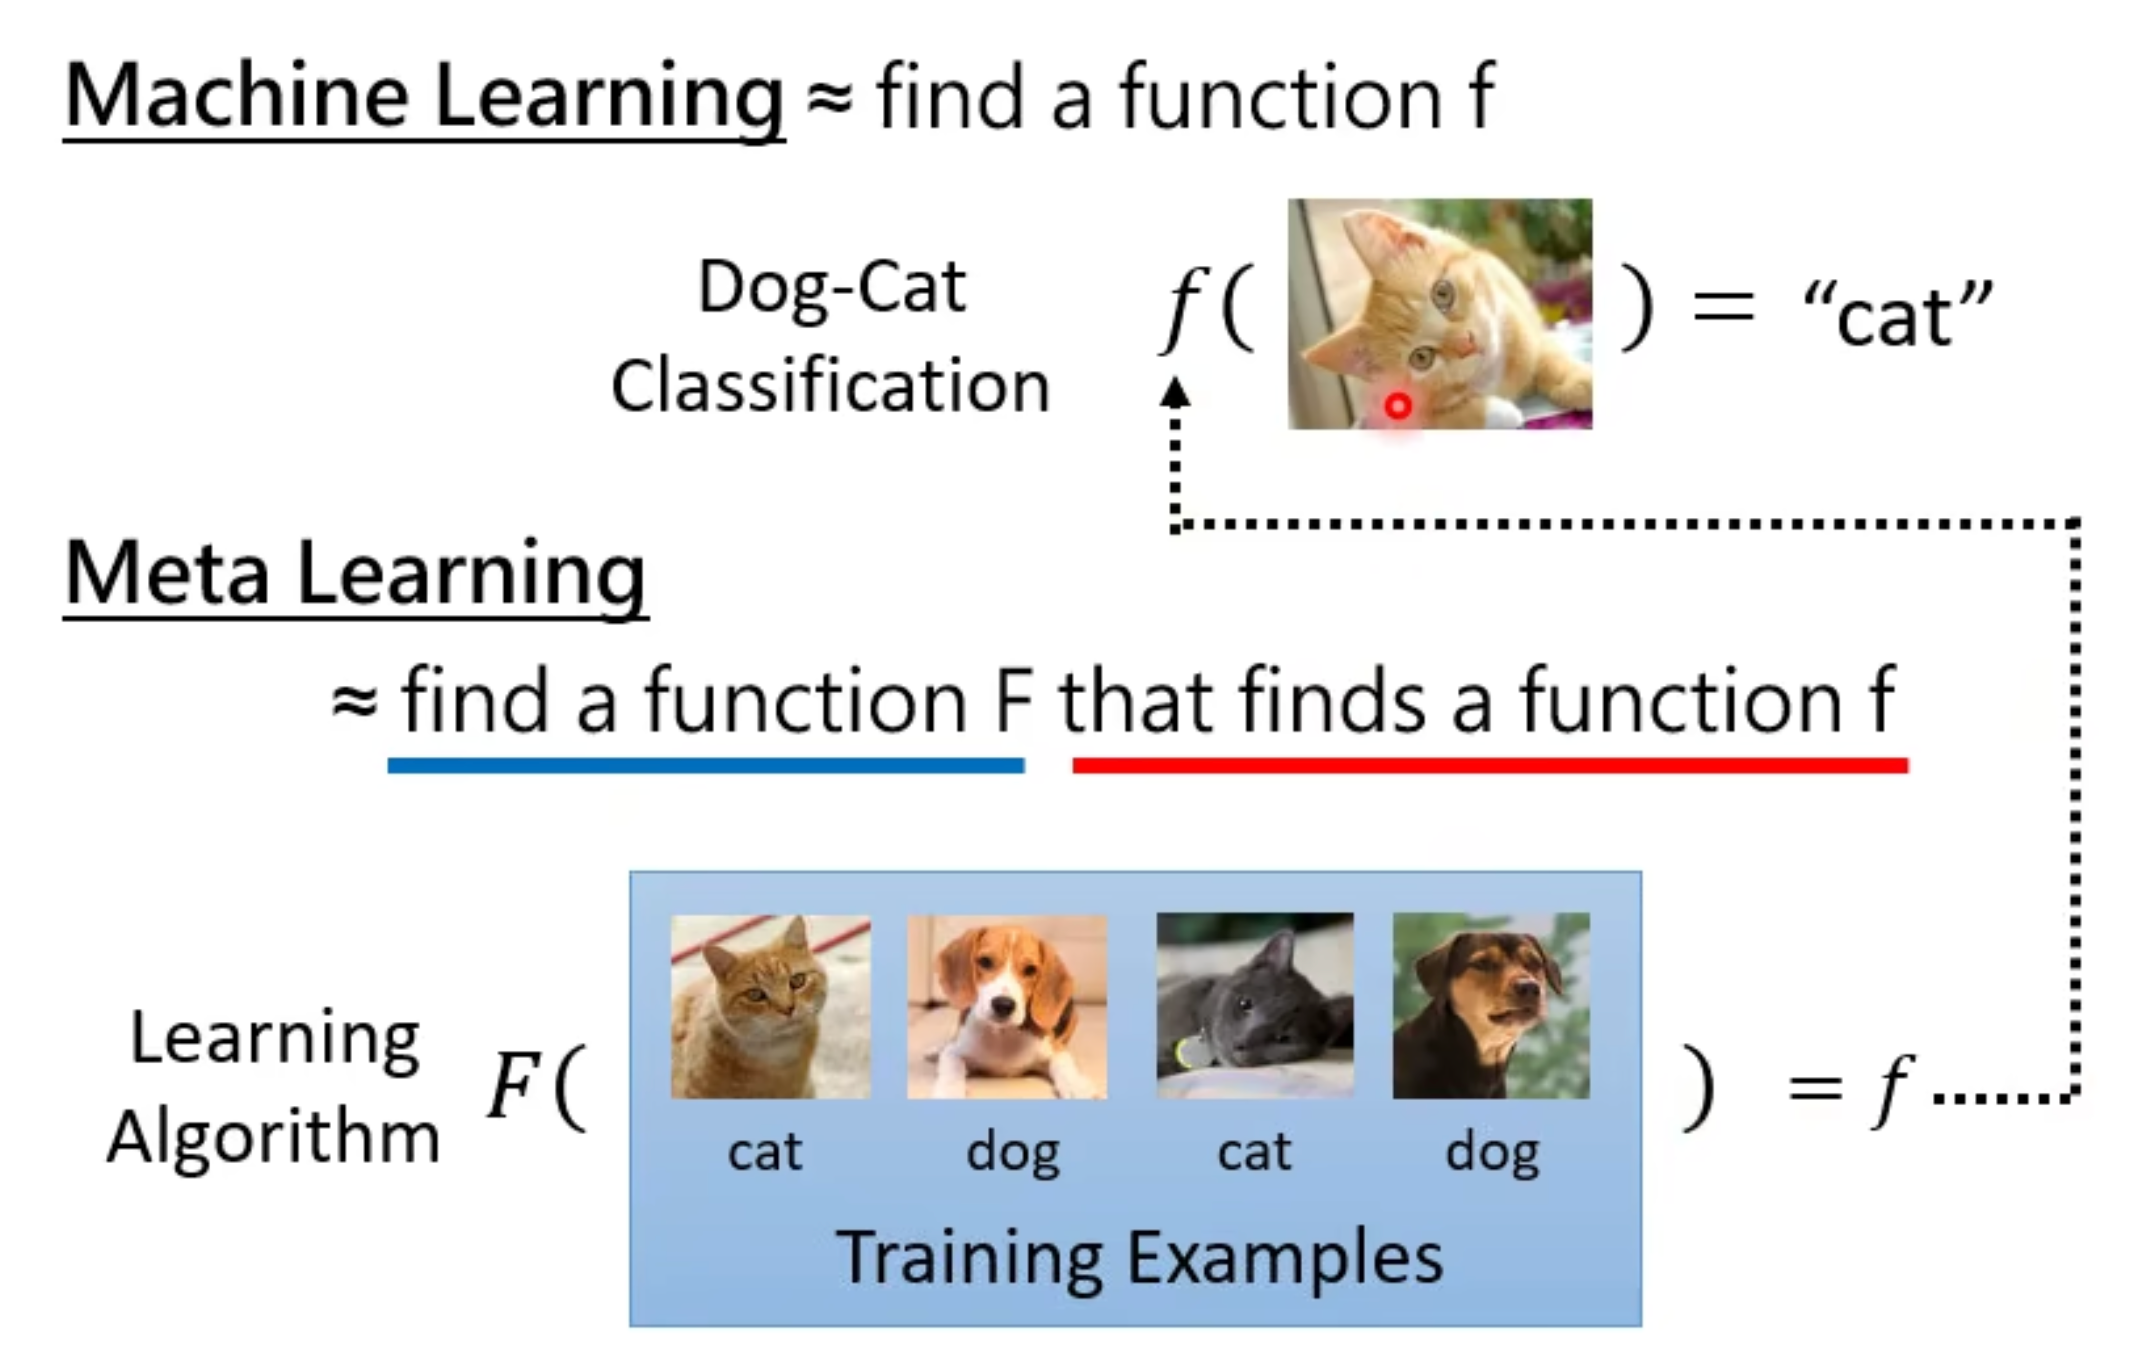 Machine Learning ≈ find a function f
Dog-Cat
Classification
f( ) = “cat”
Meta Learning
≈ find a function F that finds a function f
Learning
Algorithm
F( ) = f
cat dog cat dog
Training Examples